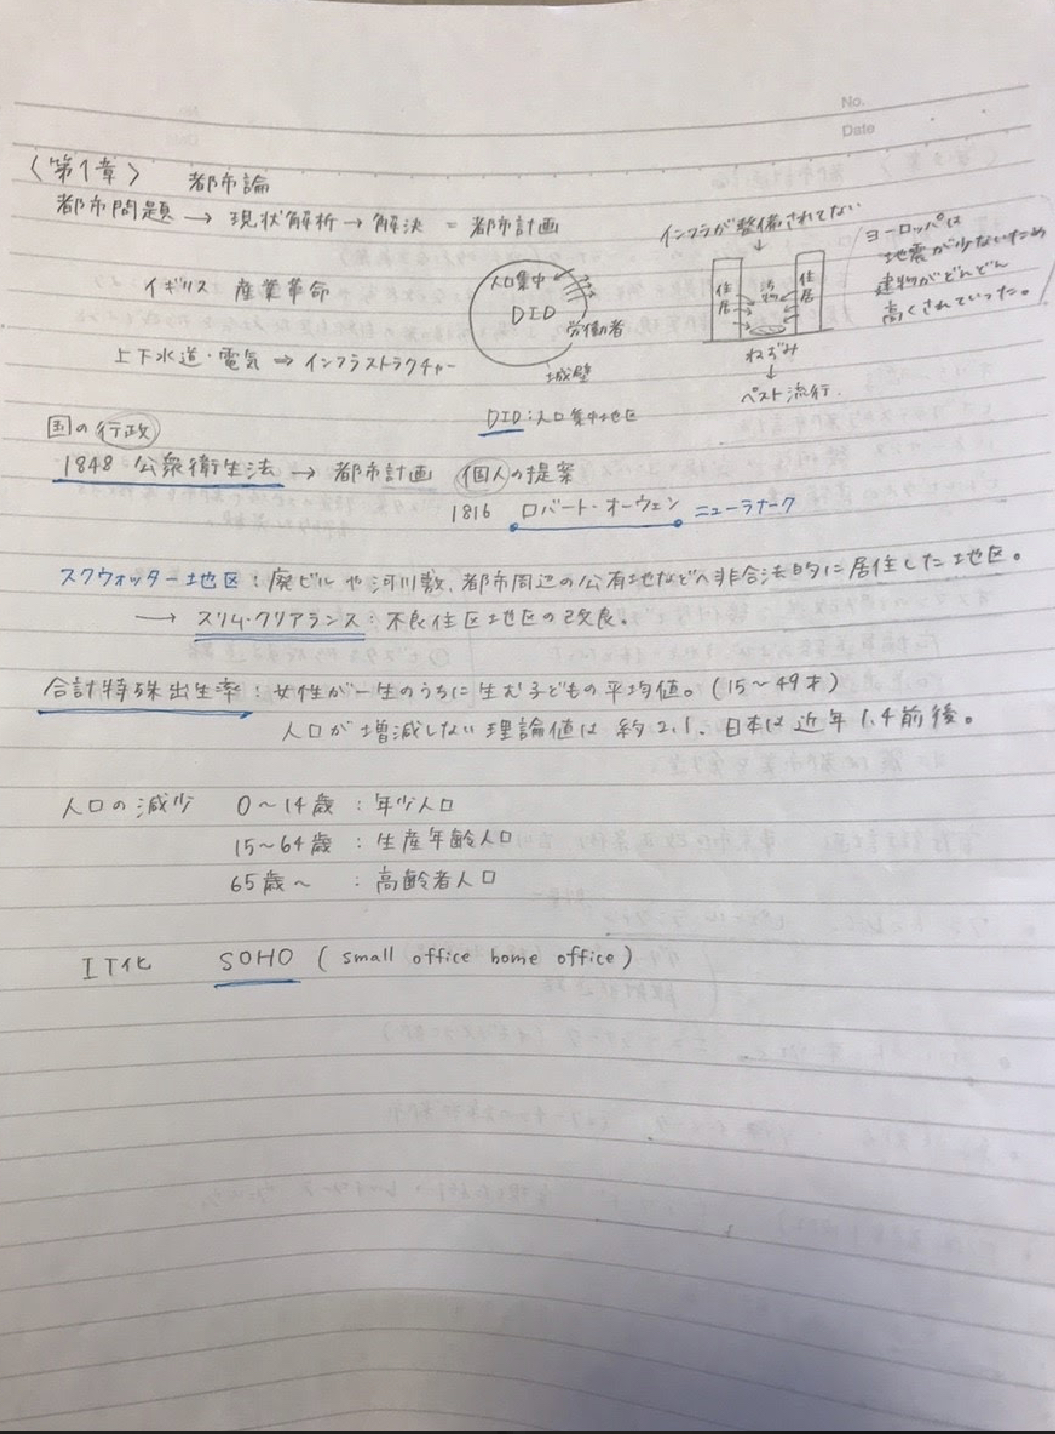 No.
Date
〈第1章〉 都市論
都市問題 → 現状解析 → 解決 = 都市計画
イギリス 産業革命
上下水道・電気 ⇒ インフラストラクチャー
人口集中
DID
労働者
城壁
DID:人口集中地区
インフラが整備されてない
↓
住居
住居
ねずみ
↓
ペスト流行
ヨーロッパは
地震が少ないため
建物がどんどん
高くされていった。
国の行政
1848 公衆衛生法 → 都市計画 個人の提案
1816 ロバート・オーウェン ニューラナーク
スクウォッター地区:廃ビルや河川敷、都市周辺の公有地などへ非合法的に居住した地区。
→ スリム・クリアランス:不良住区地区の改良。
合計特殊出生率:女性が一生のうちに生む子どもの平均値。(15〜49才)
人口が増減しない理論値は約2.1、日本は近年1.4前後。
人口の減少 0〜14歳 : 年少人口
15〜64歳 : 生産年齢人口
65歳〜 : 高齢者人口
IT化 SOHO (small office home office)